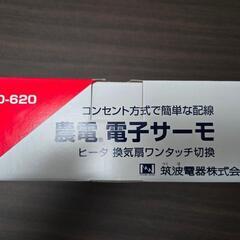 0-620
コンセント方式で簡単な配線
農電®電子サーモ
ヒータ 換気扇ワンタッチ切換
筑波電器株式会